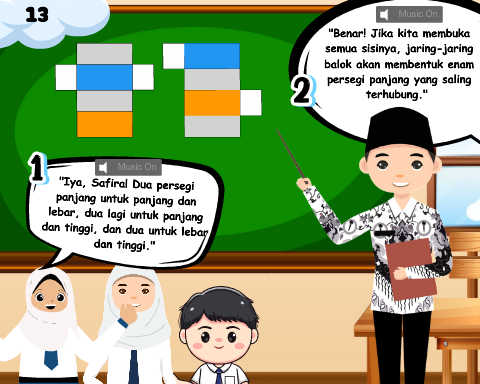 13
Music On
"Benar! Jika kita membuka
semua sisinya, jaring-jaring
balok akan membentuk enam
persegi panjang yang saling
terhubung."
2
1
Music On
"Iya, Safira! Dua persegi
panjang untuk panjang dan
lebar, dua lagi untuk panjang
dan tinggi, dan dua untuk lebar
dan tinggi."